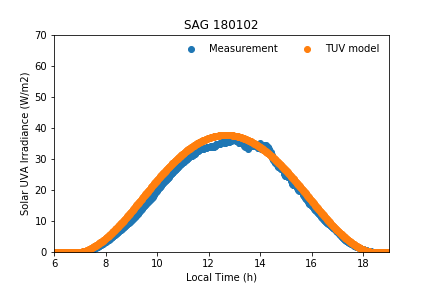 SAG 180102
Measurement
TUV model
70
60
50
40
30
20
10
0
Solar UVA Irradiance (W/m2)
6 8 10 12 14 16 18
Local Time (h)